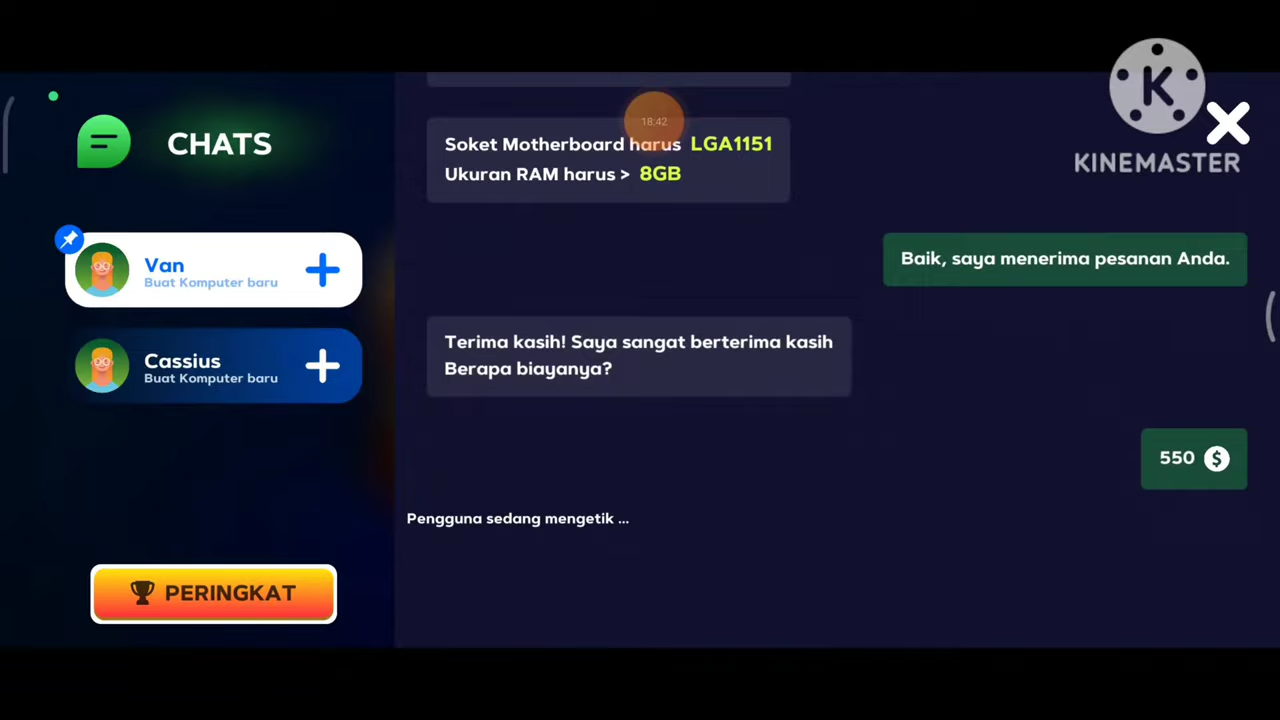 CHATS
18:42
KINEMASTER
Soket Motherboard harus LGA1151
Ukuran RAM harus > 8GB
Van
Buat Komputer baru
Baik, saya menerima pesanan Anda.
Cassius
Buat Komputer baru
Terima kasih! Saya sangat berterima kasih
Berapa biayanya?
550 $
Pengguna sedang mengetik ...
PERINGKAT